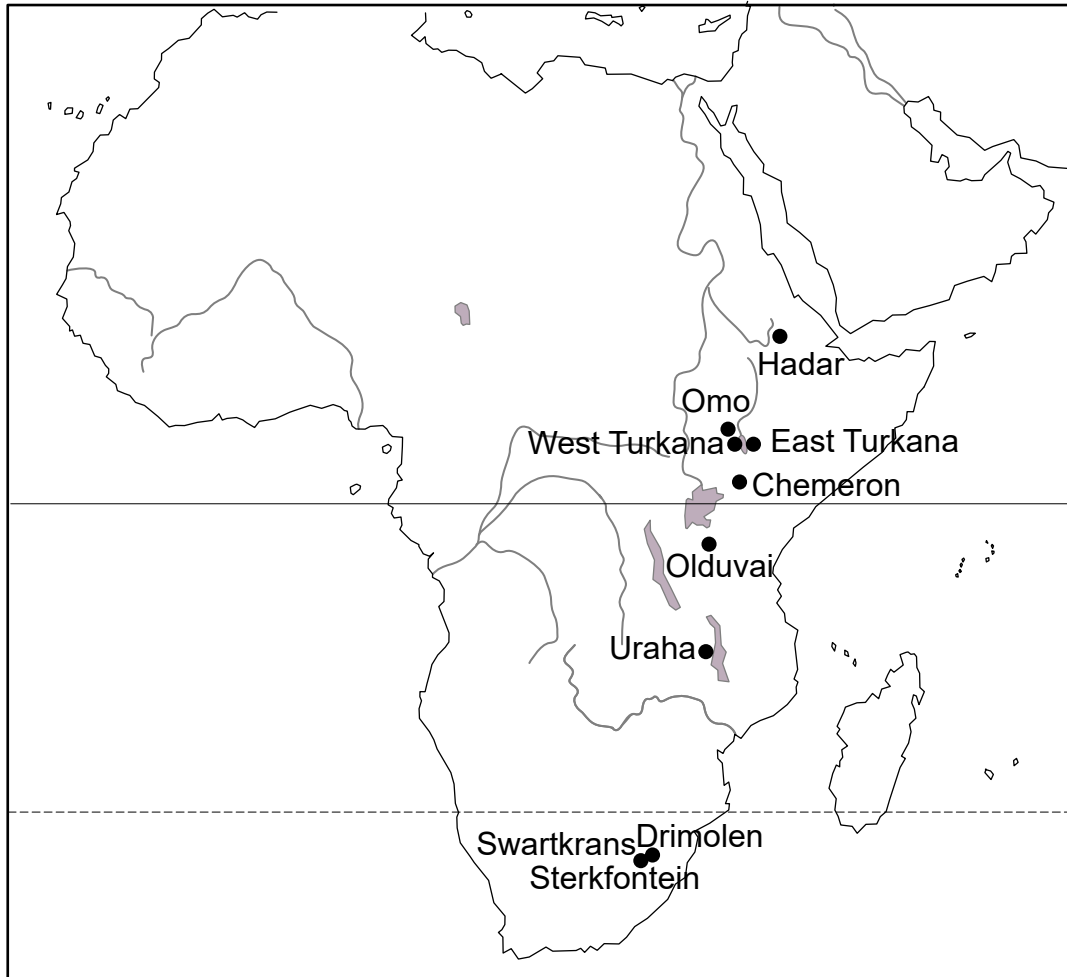 Hadar
Omo
West Turkana
East Turkana
Chemeron
Olduvai
Uraha
Swartkrans
Drimolen
Sterkfontein